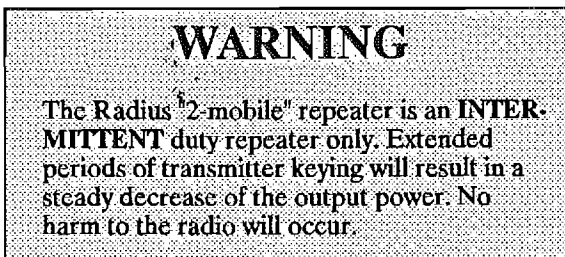 WARNING
The Radius "2-mobile" repeater is an INTER-
MITTENT duty repeater only. Extended
periods of transmitter keying will result in a
steady decrease of the output power. No
harm to the radio will occur.